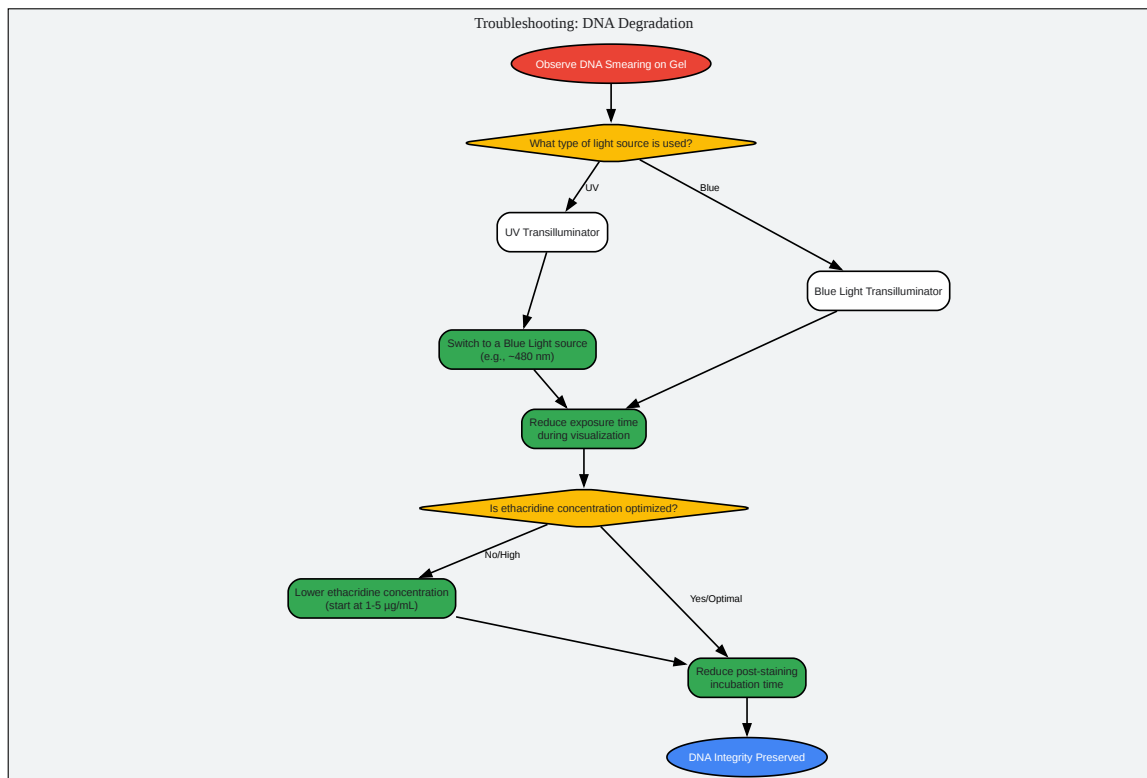 Troubleshooting: DNA Degradation
Observe DNA Smearing on Gel
What type of light source is used?
UV
Blue
UV Transilluminator
Blue Light Transilluminator
Switch to a Blue Light source
(e.g., ~480 nm)
Reduce exposure time
during visualization
Is ethacridine concentration optimized?
No/High
Lower ethacridine concentration
(start at 1-5 µg/mL)
Yes/Optimal
Reduce post-staining
incubation time
DNA Integrity Preserved